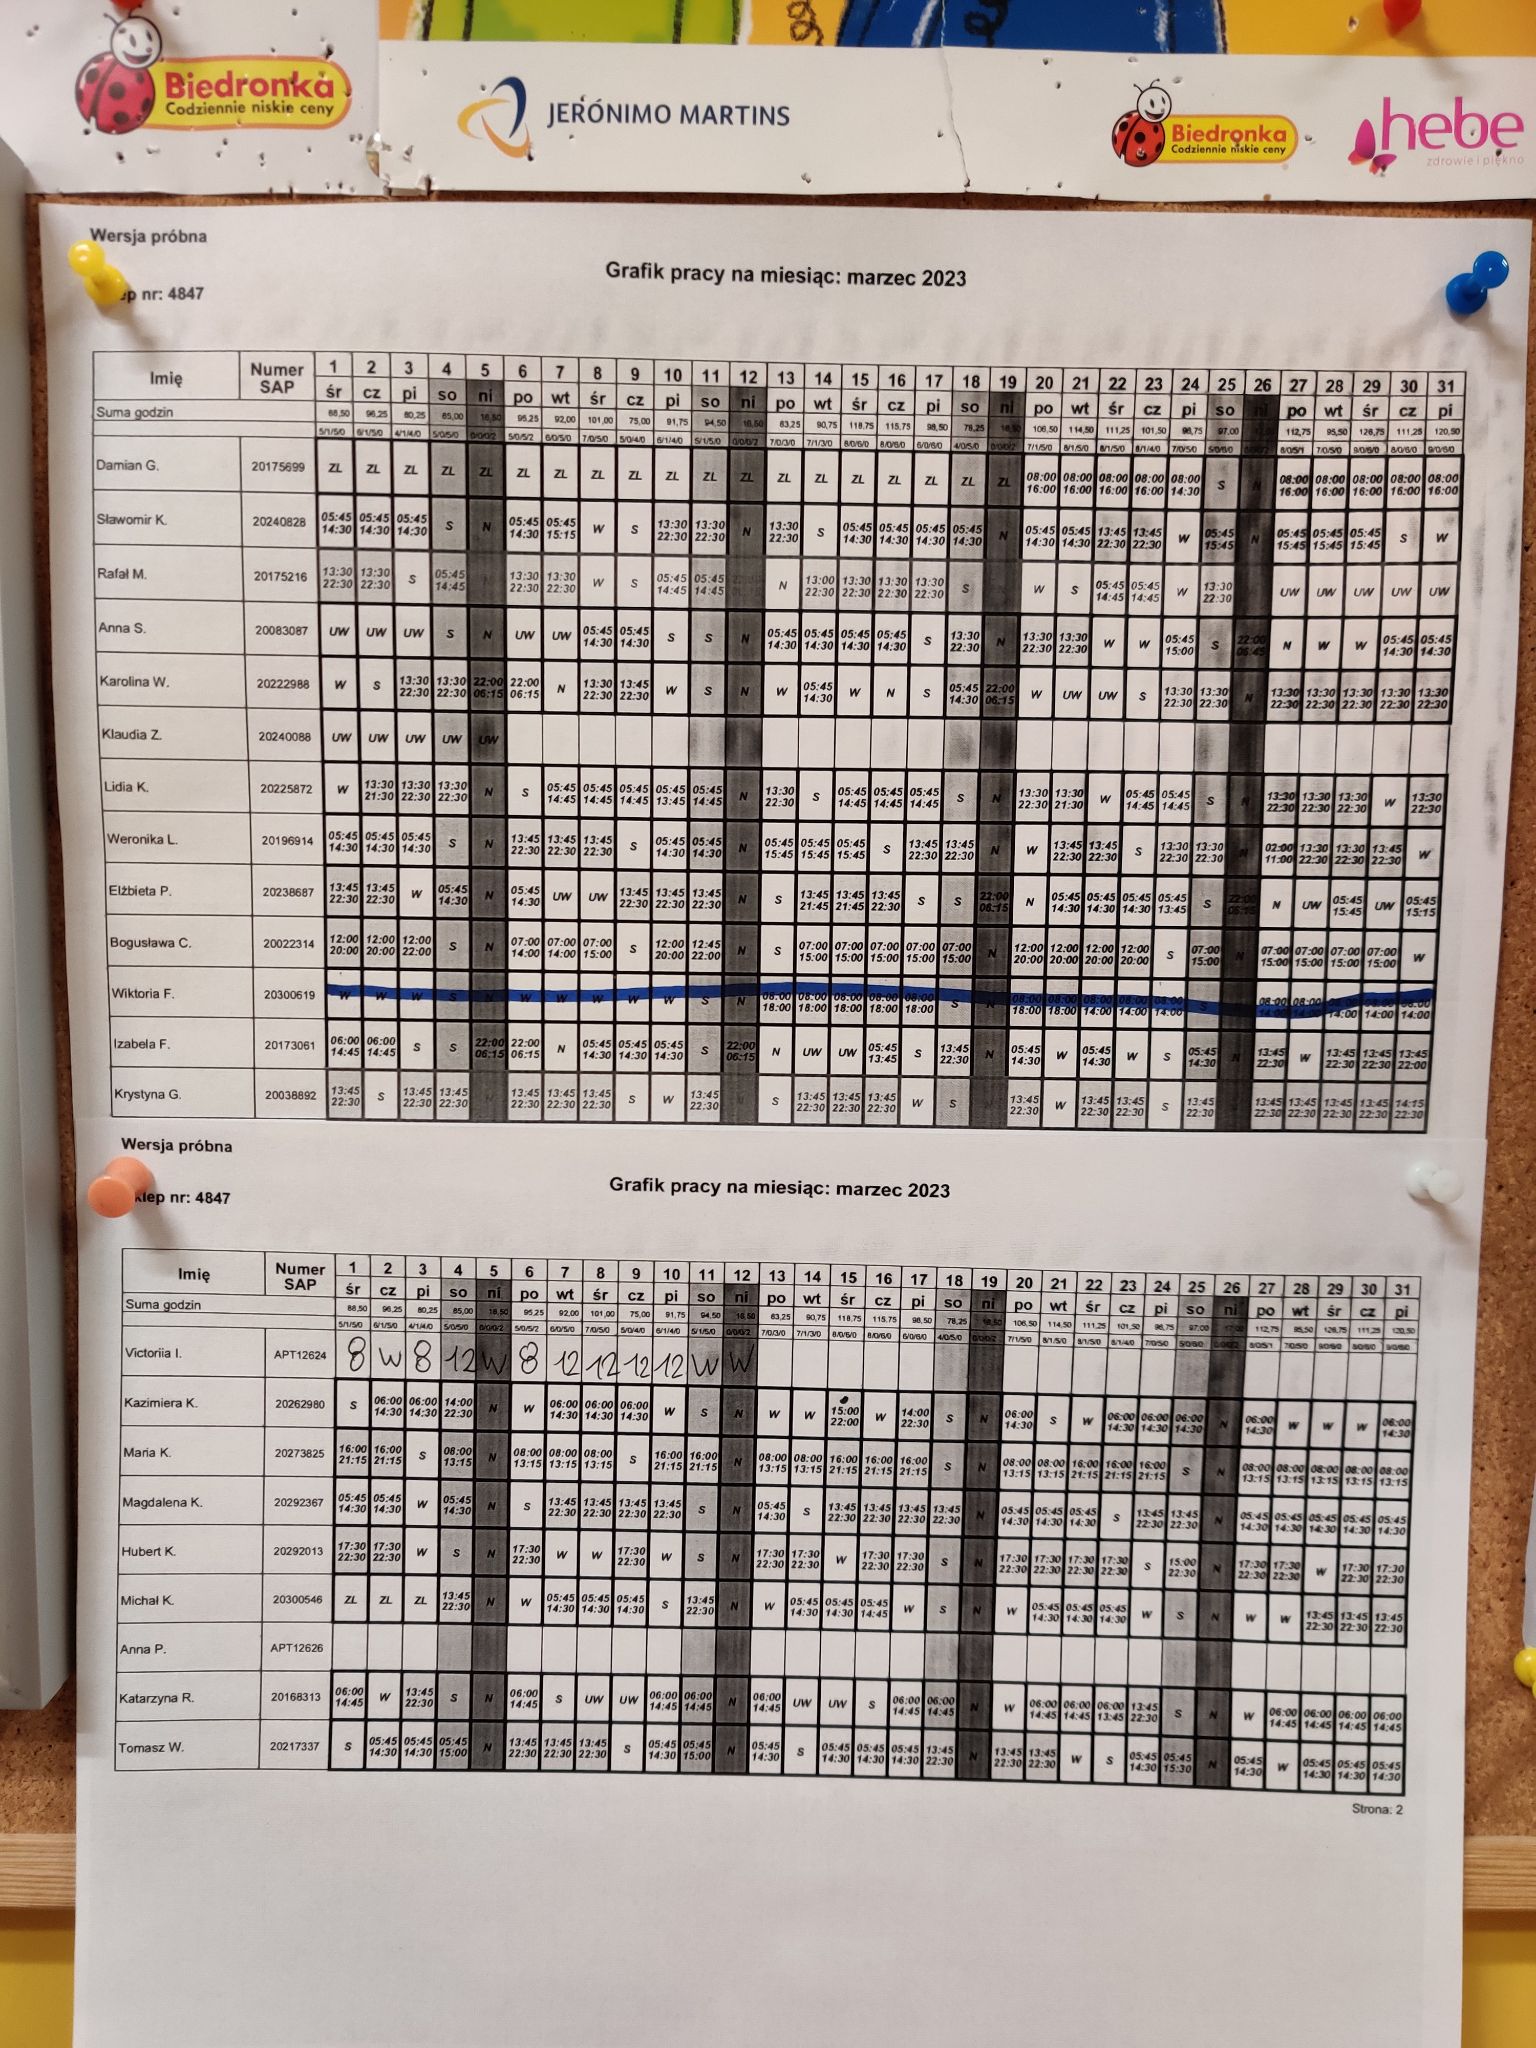 Biedronka
Codziennie niskie ceny
JERÓNIMO MARTINS
Biedronka
Codziennie niskie ceny
hebe
zdrowie i piękno
Wersja próbna
Grafik pracy na miesiąc: marzec 2023
ep nr: 4847
Imię Numer SAP 1 2 3 4 5 6 7 8 9 10 11 12 13 14 15 16 17 18 19 20 21 22 23 24 25 26 27 28 29 30 31
śr cz pi so ni po wt śr cz pi so ni po wt śr cz pi so ni po wt śr cz pi so ni po wt śr cz pi
Suma godzin 88,50 96,25 80,25 85,00 16,50 95,25 92,00 101,00 75,00 91,75 94,50 16,50 83,25 90,75 118,75 115,75 98,50 78,25 16,50 106,50 114,50 111,25 101,50 98,75 97,00 112,75 95,50 126,75 111,25 120,50
5/1/5/0 6/1/5/0 4/1/4/0 5/0/5/0 0/0/0/2 5/0/5/2 6/0/5/0 7/0/5/0 5/0/4/0 6/1/4/0 5/1/5/0 0/0/0/2 7/0/3/0 7/1/3/0 8/0/6/0 8/0/6/0 6/0/6/0 4/0/5/0 0/0/0/2 7/1/5/0 8/1/5/0 8/1/5/0 8/1/4/0 7/0/5/0 5/0/6/0 8/0/5/1 7/0/5/0 9/0/6/0 8/0/6/0 9/0/6/0
Damian G. 20175699 ZL ZL ZL ZL ZL ZL ZL ZL ZL ZL ZL ZL ZL ZL ZL ZL ZL ZL ZL 08:00 16:00 08:00 16:00 08:00 16:00 08:00 16:00 08:00 14:30 S N 08:00 16:00 08:00 16:00 08:00 16:00 08:00 16:00 08:00 16:00
Sławomir K. 20240828 05:45 14:30 05:45 14:30 05:45 14:30 S N 05:45 14:30 05:45 15:15 W S 13:30 22:30 13:30 22:30 N 13:30 22:30 S 05:45 14:30 05:45 14:30 05:45 14:30 05:45 14:30 N 05:45 14:30 05:45 14:30 13:45 22:30 13:45 22:30 W 05:45 15:45 N 05:45 15:45 05:45 15:45 05:45 15:45 S W
Rafał M. 20175216 13:30 22:30 13:30 22:30 S 05:45 14:45 13:30 22:30 13:30 22:30 W S 05:45 14:45 05:45 14:45 N 13:00 22:30 13:30 22:30 13:30 22:30 13:30 22:30 S W S 05:45 14:45 05:45 14:45 W 13:30 22:30 UW UW UW UW UW
Anna S. 20083087 UW UW UW S N UW UW 05:45 14:30 05:45 14:30 S S N 05:45 14:30 05:45 14:30 05:45 14:30 05:45 14:30 S 13:30 22:30 N 13:30 22:30 13:30 22:30 W W 05:45 15:00 S 22:00 06:45 N W W 05:45 14:30 05:45 14:30
Karolina W. 20222988 W S 13:30 22:30 13:30 22:30 22:00 06:15 22:00 06:15 N 13:30 22:30 13:45 22:30 W S N W 05:45 14:30 W N S 05:45 14:30 22:00 06:15 W UW UW S 13:30 22:30 13:30 22:30 N 13:30 22:30 13:30 22:30 13:30 22:30 13:30 22:30 13:30 22:30
Klaudia Z. 20240088 UW UW UW UW UW
Lidia K. 20225872 W 13:30 21:30 13:30 22:30 13:30 22:30 N S 05:45 14:45 05:45 14:45 05:45 14:45 05:45 13:45 05:45 14:45 N 13:30 22:30 S 05:45 14:45 05:45 14:45 05:45 14:45 S N 13:30 22:30 13:30 21:30 W 05:45 14:45 05:45 14:45 S N 13:30 22:30 13:30 22:30 13:30 22:30 W 13:30 22:30
Weronika L. 20196914 05:45 14:30 05:45 14:30 05:45 14:30 S N 13:45 22:30 13:45 22:30 13:45 22:30 S 05:45 14:30 05:45 14:30 N 05:45 15:45 05:45 15:45 05:45 15:45 S 13:45 22:30 13:45 22:30 N W 13:45 22:30 13:45 22:30 S 13:30 22:30 13:30 22:30 N 02:00 11:00 13:30 22:30 13:30 22:30 13:45 22:30 W
Elżbieta P. 20238687 13:45 22:30 13:45 22:30 W 05:45 14:30 N 05:45 14:30 UW UW 13:45 22:30 13:45 22:30 13:45 22:30 N S 13:45 21:45 13:45 21:45 13:45 22:30 S S 22:00 06:15 N 05:45 14:30 05:45 14:30 05:45 14:30 05:45 13:45 S 22:00 06:15 N UW 05:45 15:45 UW 05:45 15:15
Bogusława C. 20022314 12:00 20:00 12:00 20:00 12:00 22:00 S N 07:00 14:00 07:00 14:00 07:00 15:00 S 12:00 20:00 12:45 22:00 N S 07:00 15:00 07:00 15:00 07:00 15:00 07:00 15:00 07:00 15:00 N 12:00 20:00 12:00 20:00 12:00 20:00 12:00 20:00 S 07:00 15:00 N 07:00 15:00 07:00 15:00 07:00 15:00 07:00 15:00 W
Wiktoria F. 20300619 W W W S N W W W W W S N 08:00 18:00 08:00 18:00 08:00 18:00 08:00 18:00 08:00 18:00 S N 08:00 18:00 08:00 18:00 08:00 14:00 08:00 14:00 08:00 14:00 S 08:00 14:00 08:00 14:00 08:00 14:00 08:00 14:00 08:00 14:00
Izabela F. 20173061 06:00 14:45 06:00 14:45 S S 22:00 06:15 22:00 06:15 N 05:45 14:30 05:45 14:30 05:45 14:30 S 22:00 06:15 N UW UW 05:45 13:45 S 13:45 22:30 N 05:45 14:30 W 05:45 14:30 W S 05:45 14:30 N 13:45 22:30 W 13:45 22:30 13:45 22:30 13:45 22:00
Krystyna G. 20038892 13:45 22:30 S 13:45 22:30 13:45 22:30 13:45 22:30 13:45 22:30 13:45 22:30 S W 13:45 22:30 S 13:45 22:30 13:45 22:30 13:45 22:30 W S 13:45 22:30 W 13:45 22:30 13:45 22:30 S 13:45 22:30 13:45 22:30 13:45 22:30 13:45 22:30 13:45 22:30 14:15 22:30
Wersja próbna
Grafik pracy na miesiąc: marzec 2023
klep nr: 4847
Imię Numer SAP 1 2 3 4 5 6 7 8 9 10 11 12 13 14 15 16 17 18 19 20 21 22 23 24 25 26 27 28 29 30 31
śr cz pi so ni po wt śr cz pi so ni po wt śr cz pi so ni po wt śr cz pi so ni po wt śr cz pi
Suma godzin 88,50 96,25 80,25 85,00 16,50 95,25 92,00 101,00 75,00 91,75 94,50 16,50 83,25 90,75 118,75 115,75 98,50 78,25 16,50 106,50 114,50 111,25 101,50 98,75 97,00 17,00 112,75 95,50 126,75 111,25 120,50
5/1/5/0 6/1/5/0 4/1/4/0 5/0/5/0 0/0/0/2 5/0/5/2 6/0/5/0 7/0/5/0 5/0/4/0 6/1/4/0 5/1/5/0 0/0/0/2 7/0/3/0 7/1/3/0 8/0/6/0 8/0/6/0 6/0/6/0 4/0/5/0 0/0/0/2 7/1/5/0 8/1/5/0 8/1/5/0 8/1/4/0 7/0/5/0 5/0/6/0 0/0/0/2 8/0/5/1 7/0/5/0 9/0/6/0 8/0/6/0 9/0/6/0
Victoriia I. APT12624 8 W 8 12 W 8 12 12 12 12 W W
Kazimiera K. 20262980 S 06:00 14:30 06:00 14:30 14:00 22:30 N W 06:00 14:30 06:00 14:30 06:00 14:30 W S N W W 15:00 22:00 W 14:00 22:30 S N 06:00 14:30 S W 06:00 14:30 06:00 14:30 06:00 14:30 N 06:00 14:30 W W W 06:00 14:30
Maria K. 20273825 16:00 21:15 16:00 21:15 S 08:00 13:15 N 08:00 13:15 08:00 13:15 08:00 13:15 S 16:00 21:15 16:00 21:15 N 08:00 13:15 08:00 13:15 16:00 21:15 16:00 21:15 16:00 21:15 S N 08:00 13:15 08:00 13:15 16:00 21:15 16:00 21:15 16:00 21:15 S N 08:00 13:15 08:00 13:15 08:00 13:15 08:00 13:15 08:00 13:15
Magdalena K. 20292367 05:45 14:30 05:45 14:30 W 05:45 14:30 N S 13:45 22:30 13:45 22:30 13:45 22:30 13:45 22:30 S N 05:45 14:30 S 13:45 22:30 13:45 22:30 13:45 22:30 13:45 22:30 N 05:45 14:30 05:45 14:30 05:45 14:30 S 13:45 22:30 13:45 22:30 N 05:45 14:30 05:45 14:30 05:45 14:30 05:45 14:30 05:45 14:30
Hubert K. 20292013 17:30 22:30 17:30 22:30 W S N 17:30 22:30 W W 17:30 22:30 W S N 17:30 22:30 17:30 22:30 W 17:30 22:30 17:30 22:30 S N 17:30 22:30 17:30 22:30 17:30 22:30 17:30 22:30 S 15:00 22:30 N 17:30 22:30 17:30 22:30 W 17:30 22:30 17:30 22:30
Michał K. 20300546 ZL ZL ZL 13:45 22:30 N W 05:45 14:30 05:45 14:30 05:45 14:30 S 13:45 22:30 N W 05:45 14:30 05:45 14:30 05:45 14:45 W S N W 05:45 14:30 05:45 14:30 05:45 14:30 W S N W W 13:45 22:30 13:45 22:30 13:45 22:30
Anna P. APT12626
Katarzyna R. 20168313 06:00 14:45 W 13:45 22:30 S N 06:00 14:45 S UW UW 06:00 14:45 06:00 14:45 N 06:00 14:45 UW UW S 06:00 14:45 06:00 14:45 N W 06:00 14:45 06:00 14:45 06:00 13:45 13:45 22:30 S N W 06:00 14:45 06:00 14:45 06:00 14:45 06:00 14:45
Tomasz W. 20217337 S 05:45 14:30 05:45 14:30 05:45 15:00 N 13:45 22:30 13:45 22:30 13:45 22:30 S 05:45 14:30 05:45 15:00 N 05:45 14:30 S 05:45 14:30 05:45 14:30 05:45 14:30 13:45 22:30 N 13:45 22:30 13:45 22:30 W S 05:45 14:30 05:45 15:30 N 05:45 14:30 W 05:45 14:30 05:45 14:30 05:45 14:30
Strona: 2